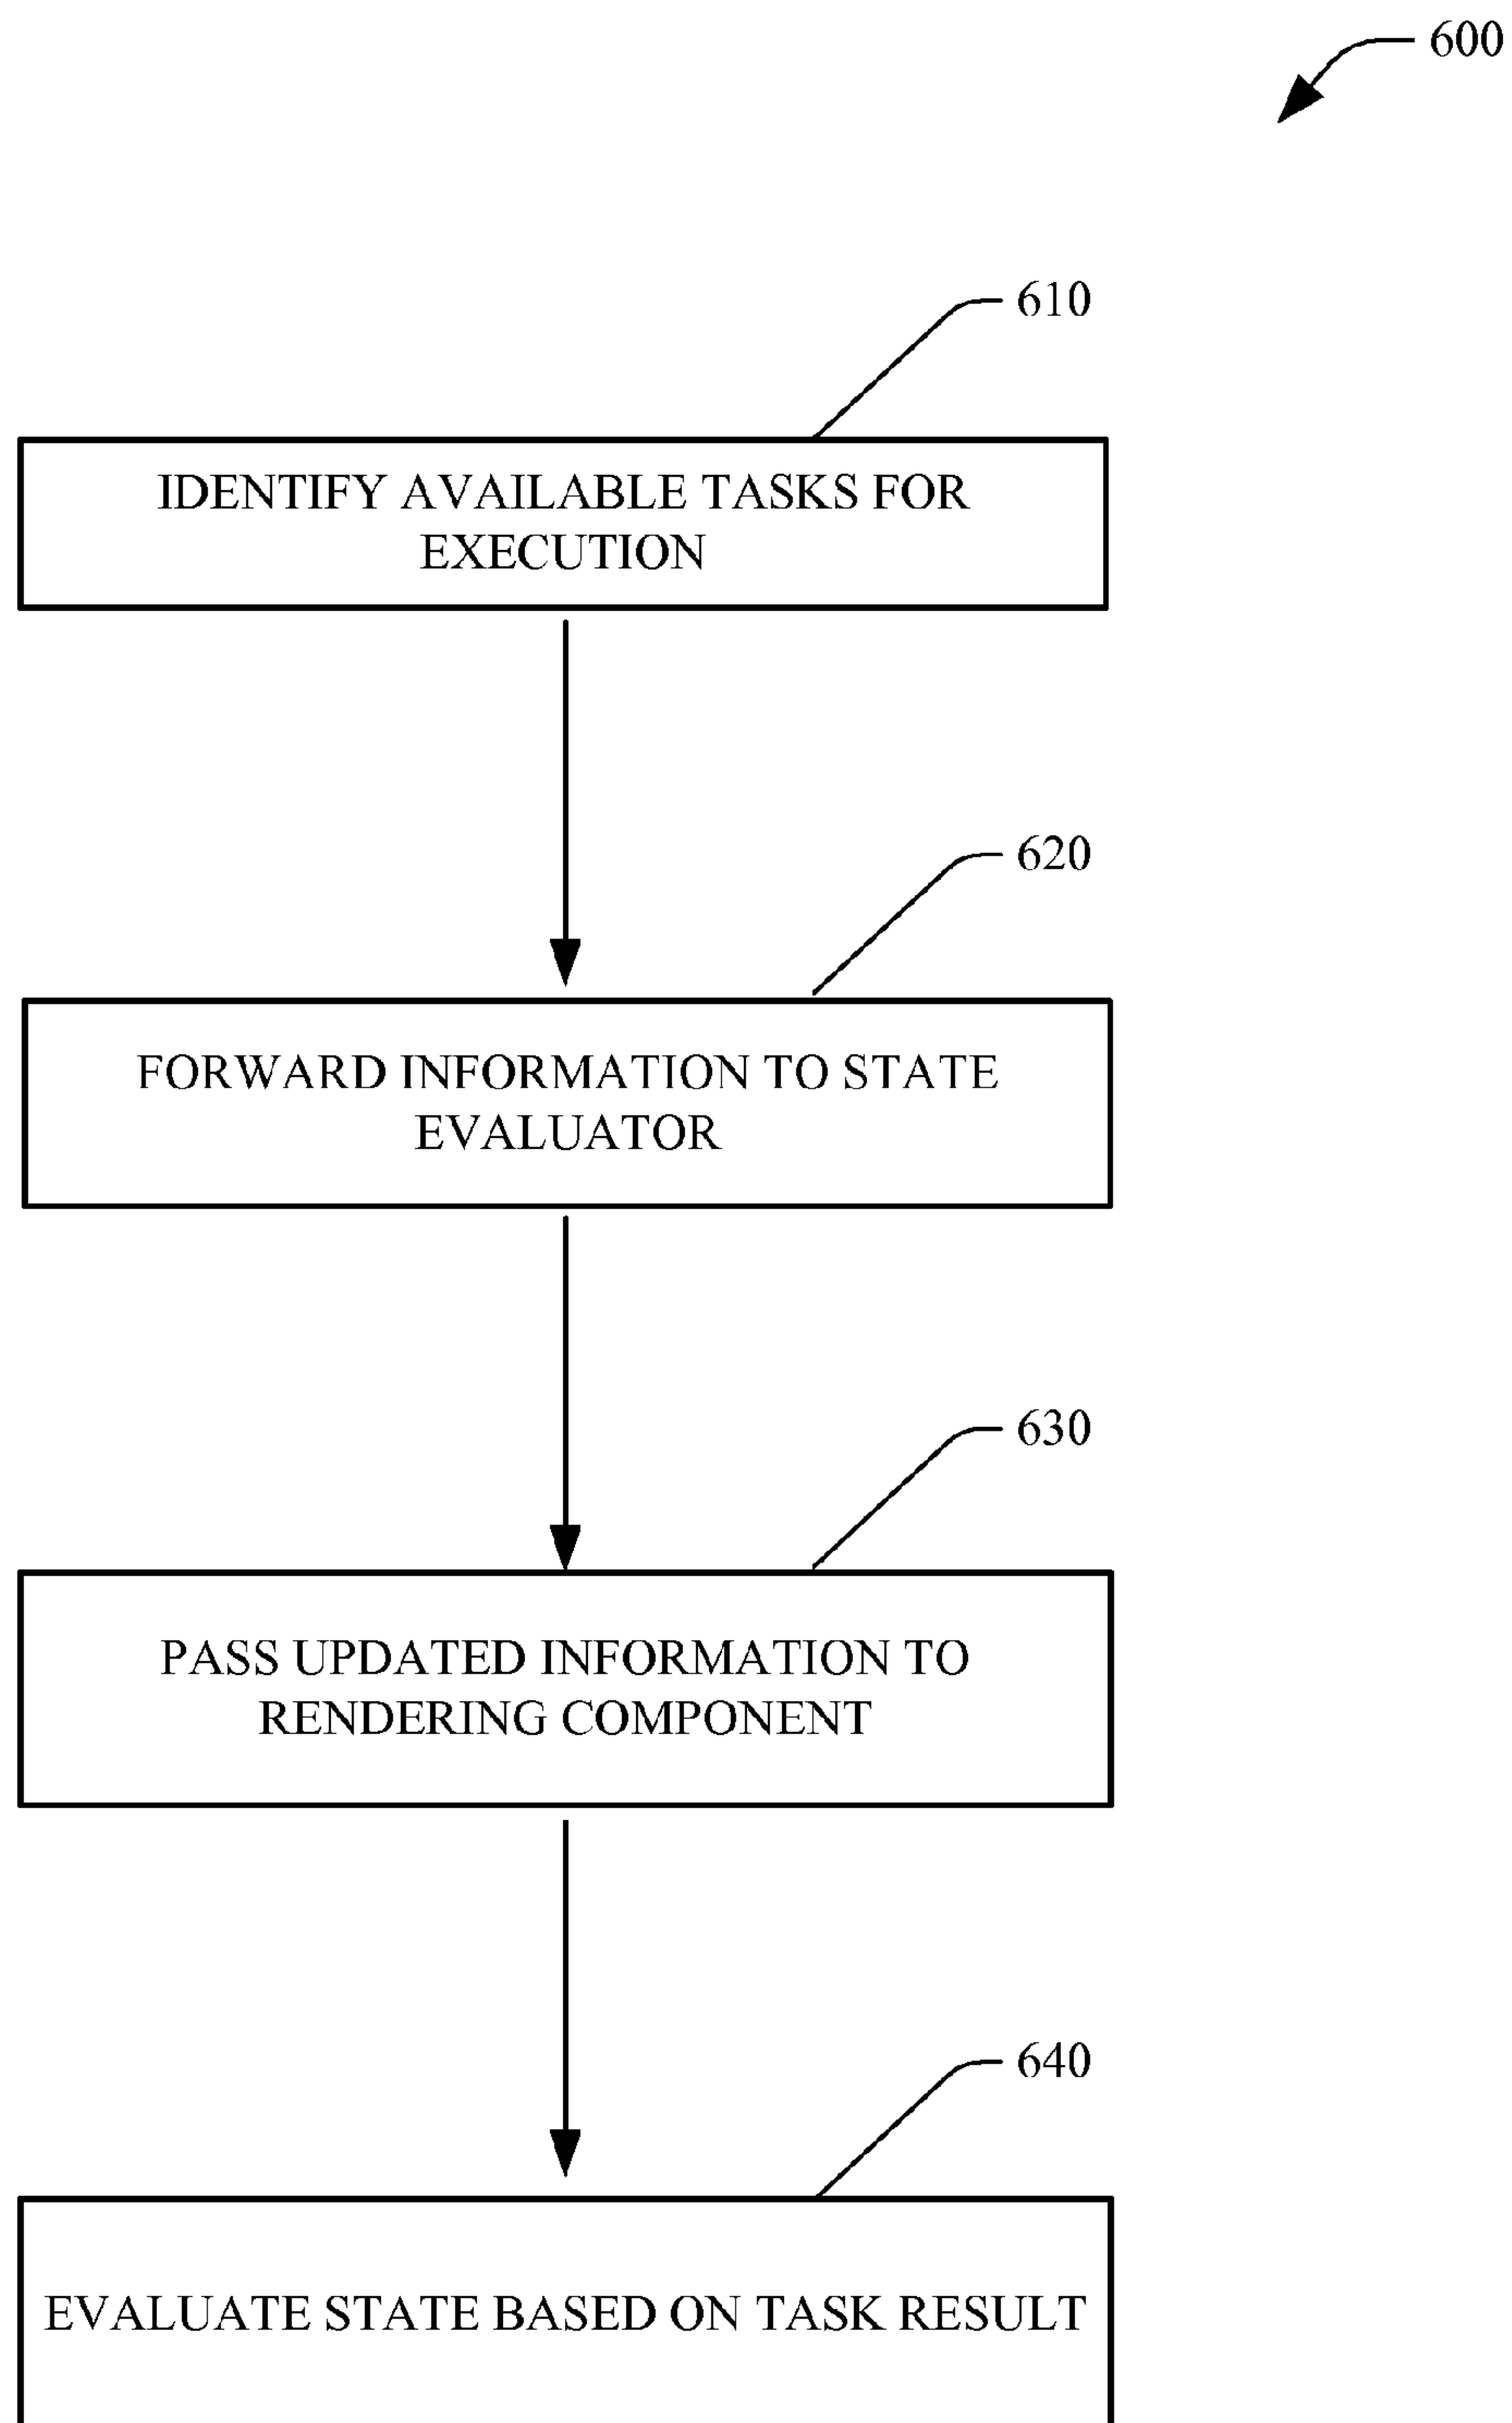 600
610
IDENTIFY AVAILABLE TASKS FOR
EXECUTION
620
FORWARD INFORMATION TO STATE
EVALUATOR
630
PASS UPDATED INFORMATION TO
RENDERING COMPONENT
640
EVALUATE STATE BASED ON TASK RESULT